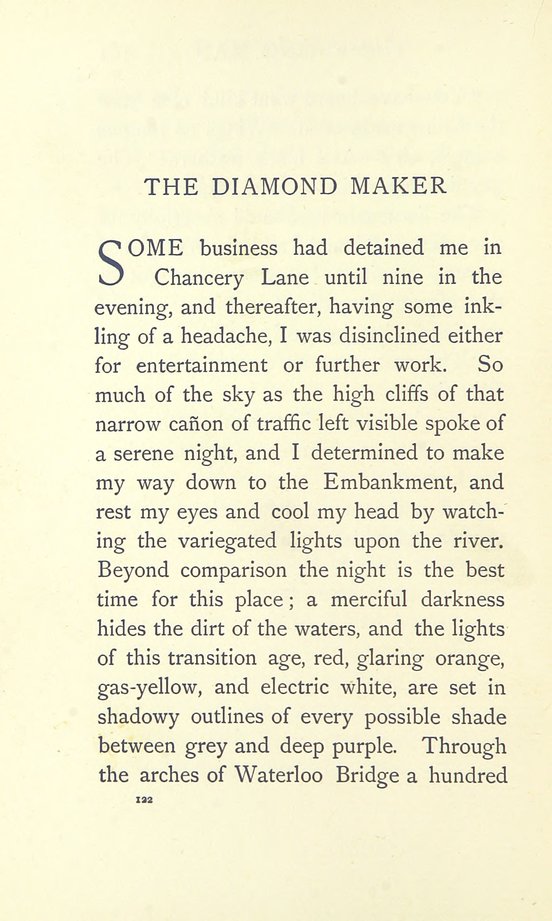 THE DIAMOND MAKER
SOME business had detained me in
Chancery Lane until nine in the
evening, and thereafter, having some ink-
ling of a headache, I was disinclined either
for entertainment or further work. So
much of the sky as the high cliffs of that
narrow cañon of traffic left visible spoke of
a serene night, and I determined to make
my way down to the Embankment, and
rest my eyes and cool my head by watch-
ing the variegated lights upon the river.
Beyond comparison the night is the best
time for this place; a merciful darkness
hides the dirt of the waters, and the lights
of this transition age, red, glaring orange,
gas-yellow, and electric white, are set in
shadowy outlines of every possible shade
between grey and deep purple. Through
the arches of Waterloo Bridge a hundred
122